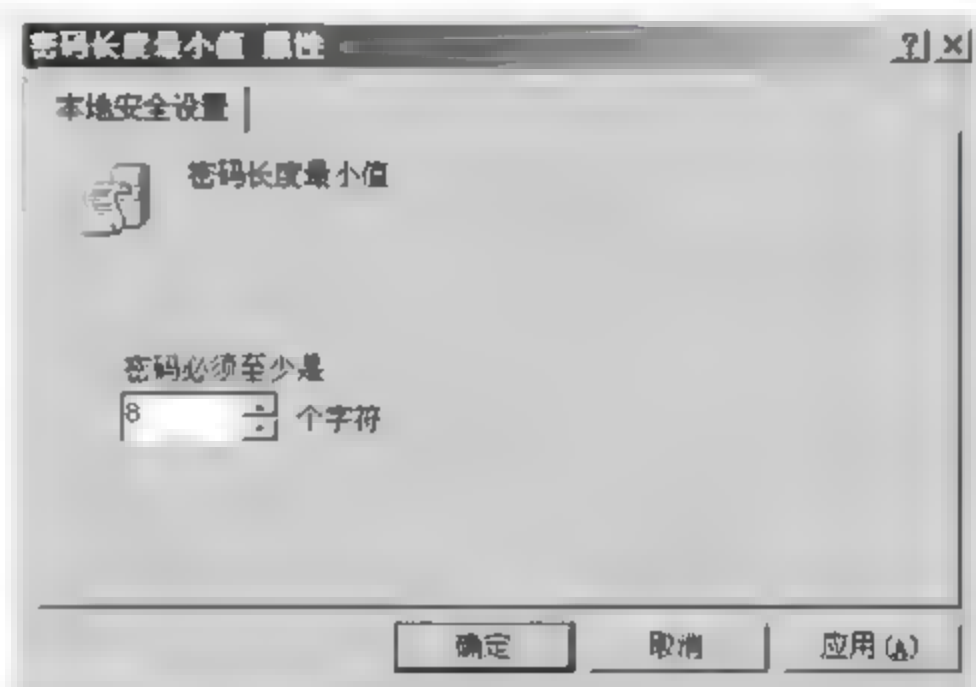 密码长度最小值 属性
本地安全设置
密码长度最小值
密码必须至少是
8 个字符
确定 取消 应用(A)